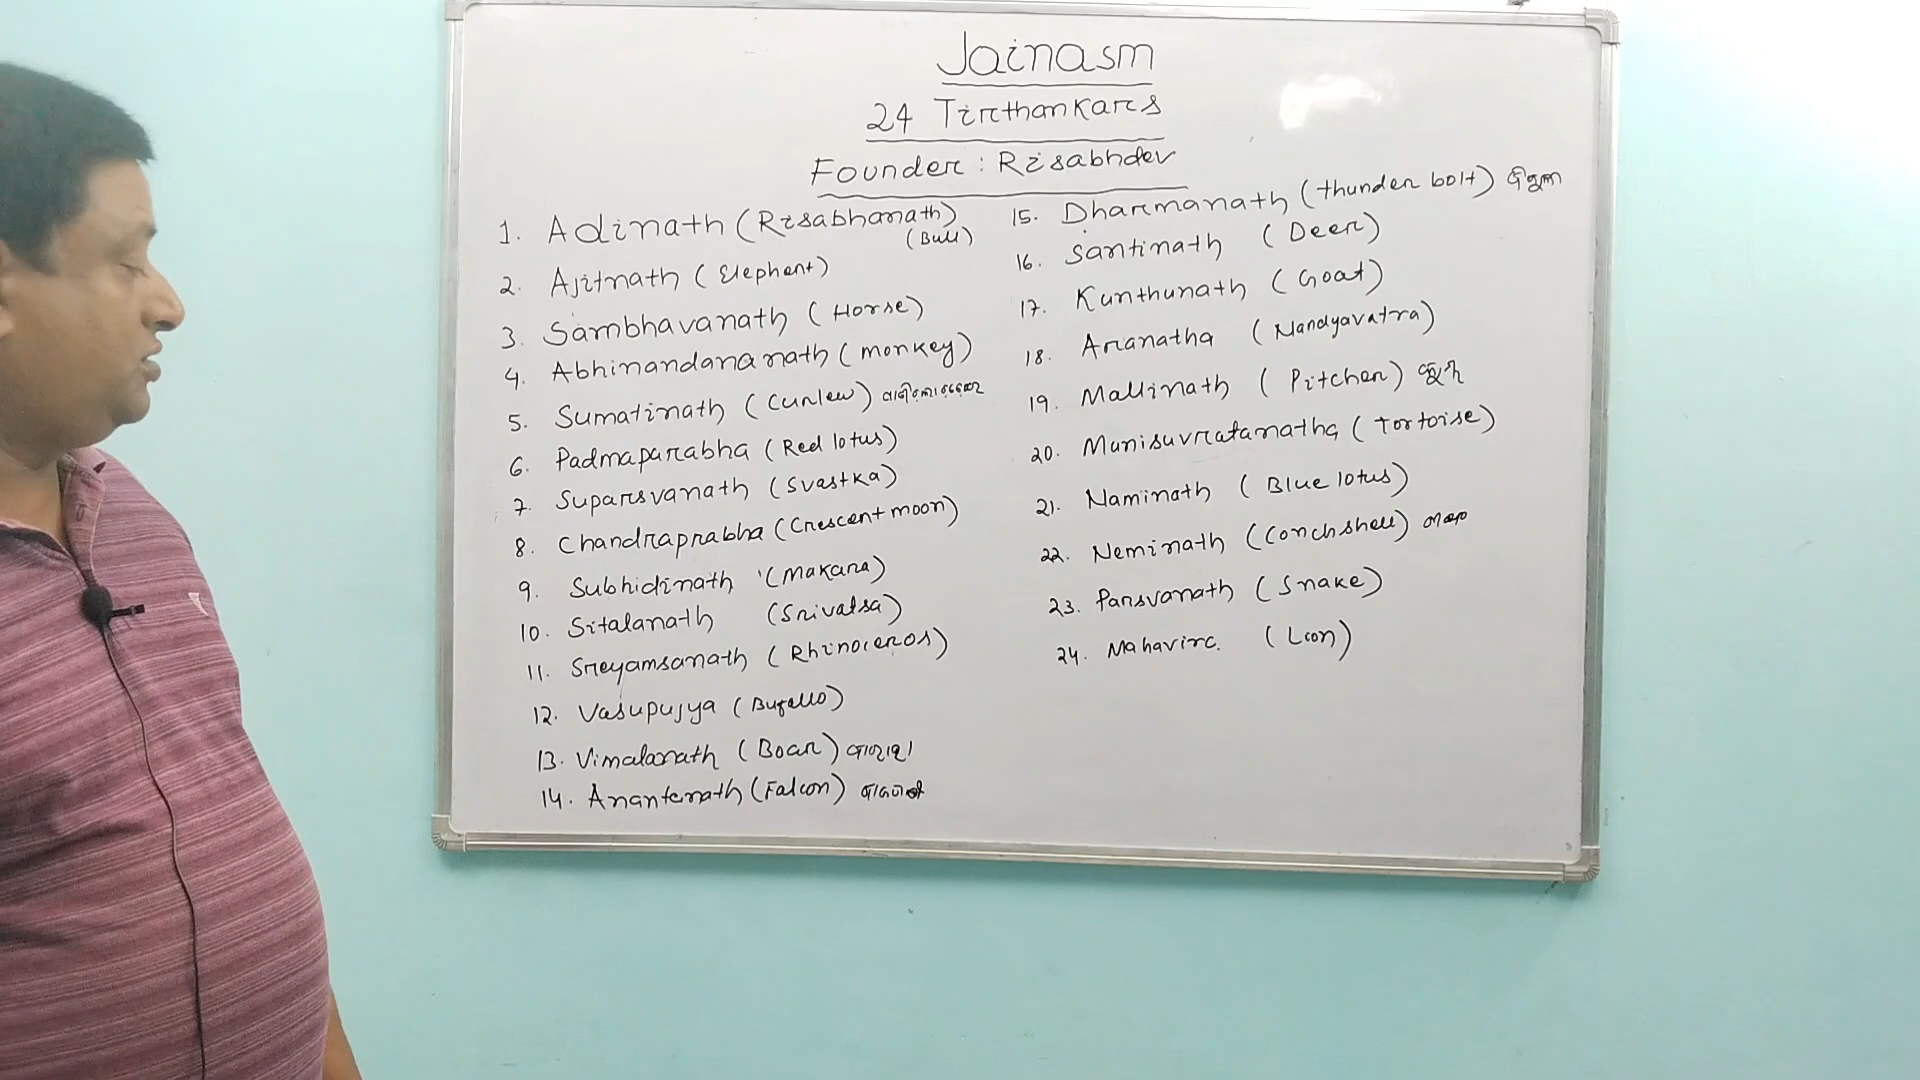 Jainasm
24 Tirthankars
Founder : Risabhdev
1. Adinath (Risabhanath)
(Bull)
2. Ajitnath (Elephant)
3. Sambhavanath (Horse)
4. Abhinandananath (monkey)
5. Sumatinath (Curlew)
6. Padmaparabha (Red lotus)
7. Suparsvanath (Svastka)
8. Chandraprabha (Crescent moon)
9. Subhidinath (Makara)
10. Sitalanath (Srivatsa)
11. Sreyamsanath (Rhinoceros)
12. Vasupujya (Bufallo)
13. Vimalanath (Boar)
14. Anantanath (Falcon)
15. Dharmanath (thunder bolt)
16. Santinath (Deer)
17. Kunthunath (Goat)
18. Aranatha (Nandyavatra)
19. Mallinath (Pitcher)
20. Munisuvratanatha (Tortoise)
21. Naminath (Blue lotus)
22. Neminath (Conch shell)
23. Parsvanath (Snake)
24. Mahavira (Lion)